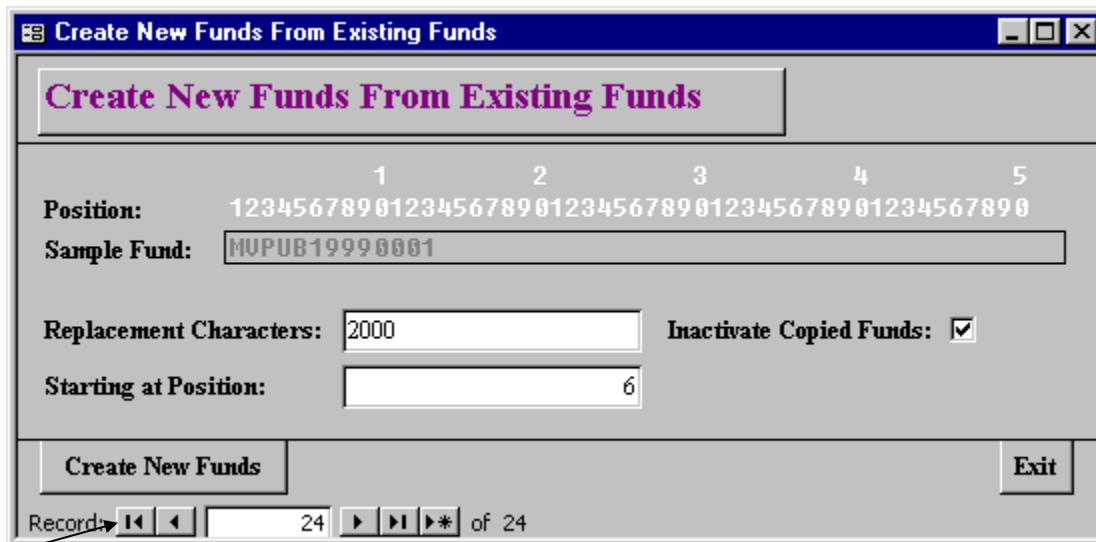 Create New Funds From Existing Funds
Create New Funds From Existing Funds
1 2 3 4 5
Position: 12345678901234567890123456789012345678901234567890
Sample Fund: MVPUB19990001
Replacement Characters: 2000 Inactivate Copied Funds:
Starting at Position: 6
Create New Funds Exit
Record: 24 of 24